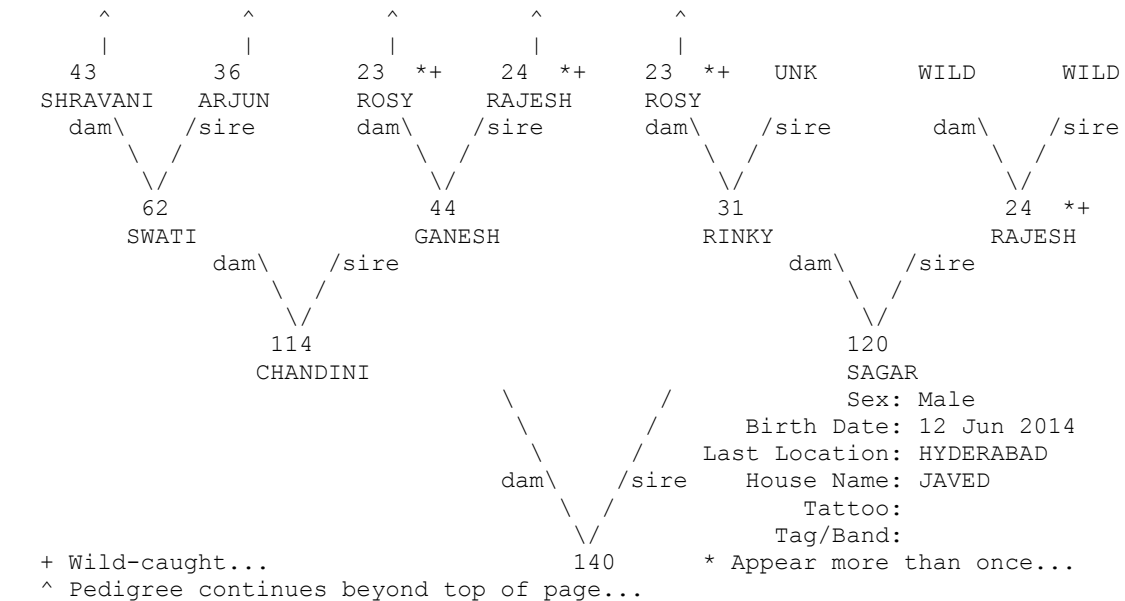 ^ ^ ^ ^ ^
| | | | |
43 36 23 *+ 24 *+ 23 *+ UNK WILD WILD
SHRAVANI ARJUN ROSY RAJESH ROSY
dam\ /sire dam\ /sire dam\ /sire dam\ /sire
\ / \ / \ / \ /
\/ \/ \/ \/
62 44 31 24 *+
SWATI GANESH RINKY RAJESH
dam\ /sire dam\ /sire
\ / \ /
\/ \/
114 120
CHANDINI SAGAR
\ / Sex: Male
\ / Birth Date: 12 Jun 2014
\ / Last Location: HYDERABAD
dam\ /sire House Name: JAVED
\ / Tattoo:
\/ Tag/Band:
+ Wild-caught... 140 * Appear more than once...
^ Pedigree continues beyond top of page...